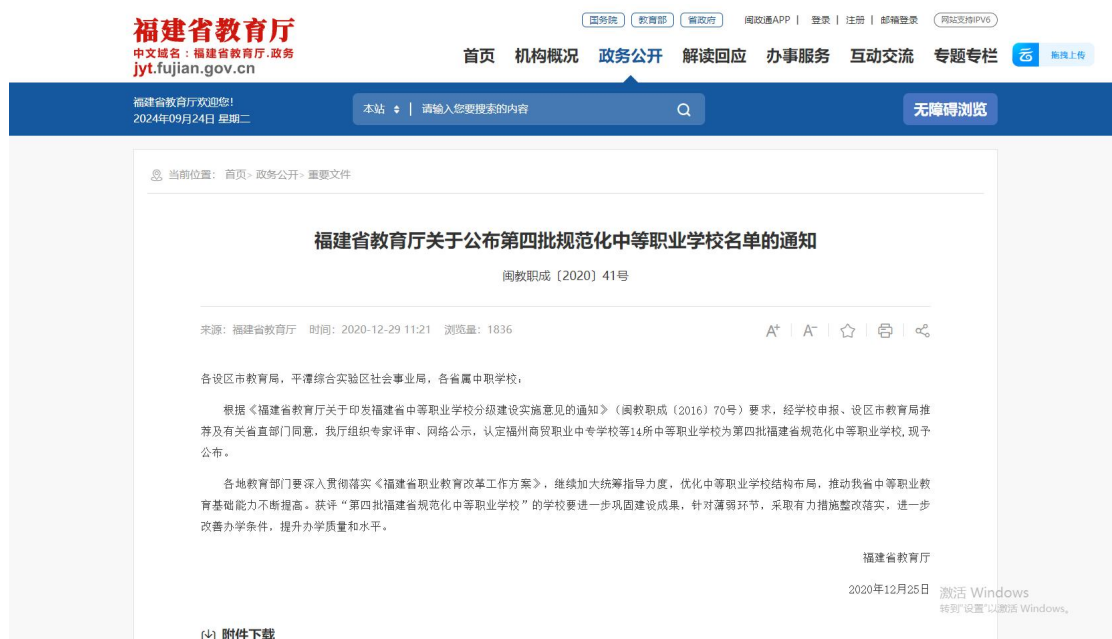 福建省教育厅
中文域名：福建省教育厅.政务
jyt.fujian.gov.cn
国务院 教育部 省政府 闽政通APP | 登录 | 注册 | 邮箱登录 网站支持IPV6
首页 机构概况 政务公开 解读回应 办事服务 互动交流 专题专栏
拖拽上传
福建省教育厅欢迎您!
2024年09月24日 星期二
本站 | 请输入您要搜索的内容
无障碍浏览
当前位置： 首页> 政务公开> 重要文件
福建省教育厅关于公布第四批规范化中等职业学校名单的通知
闽教职成〔2020〕41号
来源：福建省教育厅 时间：2020-12-29 11:21 浏览量：1836
A+ A-
各设区市教育局，平潭综合实验区社会事业局，各省属中职学校：
根据《福建省教育厅关于印发福建省中等职业学校分级建设实施意见的通知》（闽教职成〔2016〕70号）要求，经学校申报、设区市教育局推
荐及有关省直部门同意，我厅组织专家评审、网络公示，认定福州商贸职业中专学校等14所中等职业学校为第四批福建省规范化中等职业学校,现予
公布。
各地教育部门要深入贯彻落实《福建省职业教育改革工作方案》，继续加大统筹指导力度，优化中等职业学校结构布局，推动我省中等职业教
育基础能力不断提高。获评“第四批福建省规范化中等职业学校”的学校要进一步巩固建设成果，针对薄弱环节，采取有力措施整改落实，进一步
改善办学条件，提升办学质量和水平。
福建省教育厅
2020年12月25日
激活 Windows
转到"设置"以激活 Windows。
附件下载